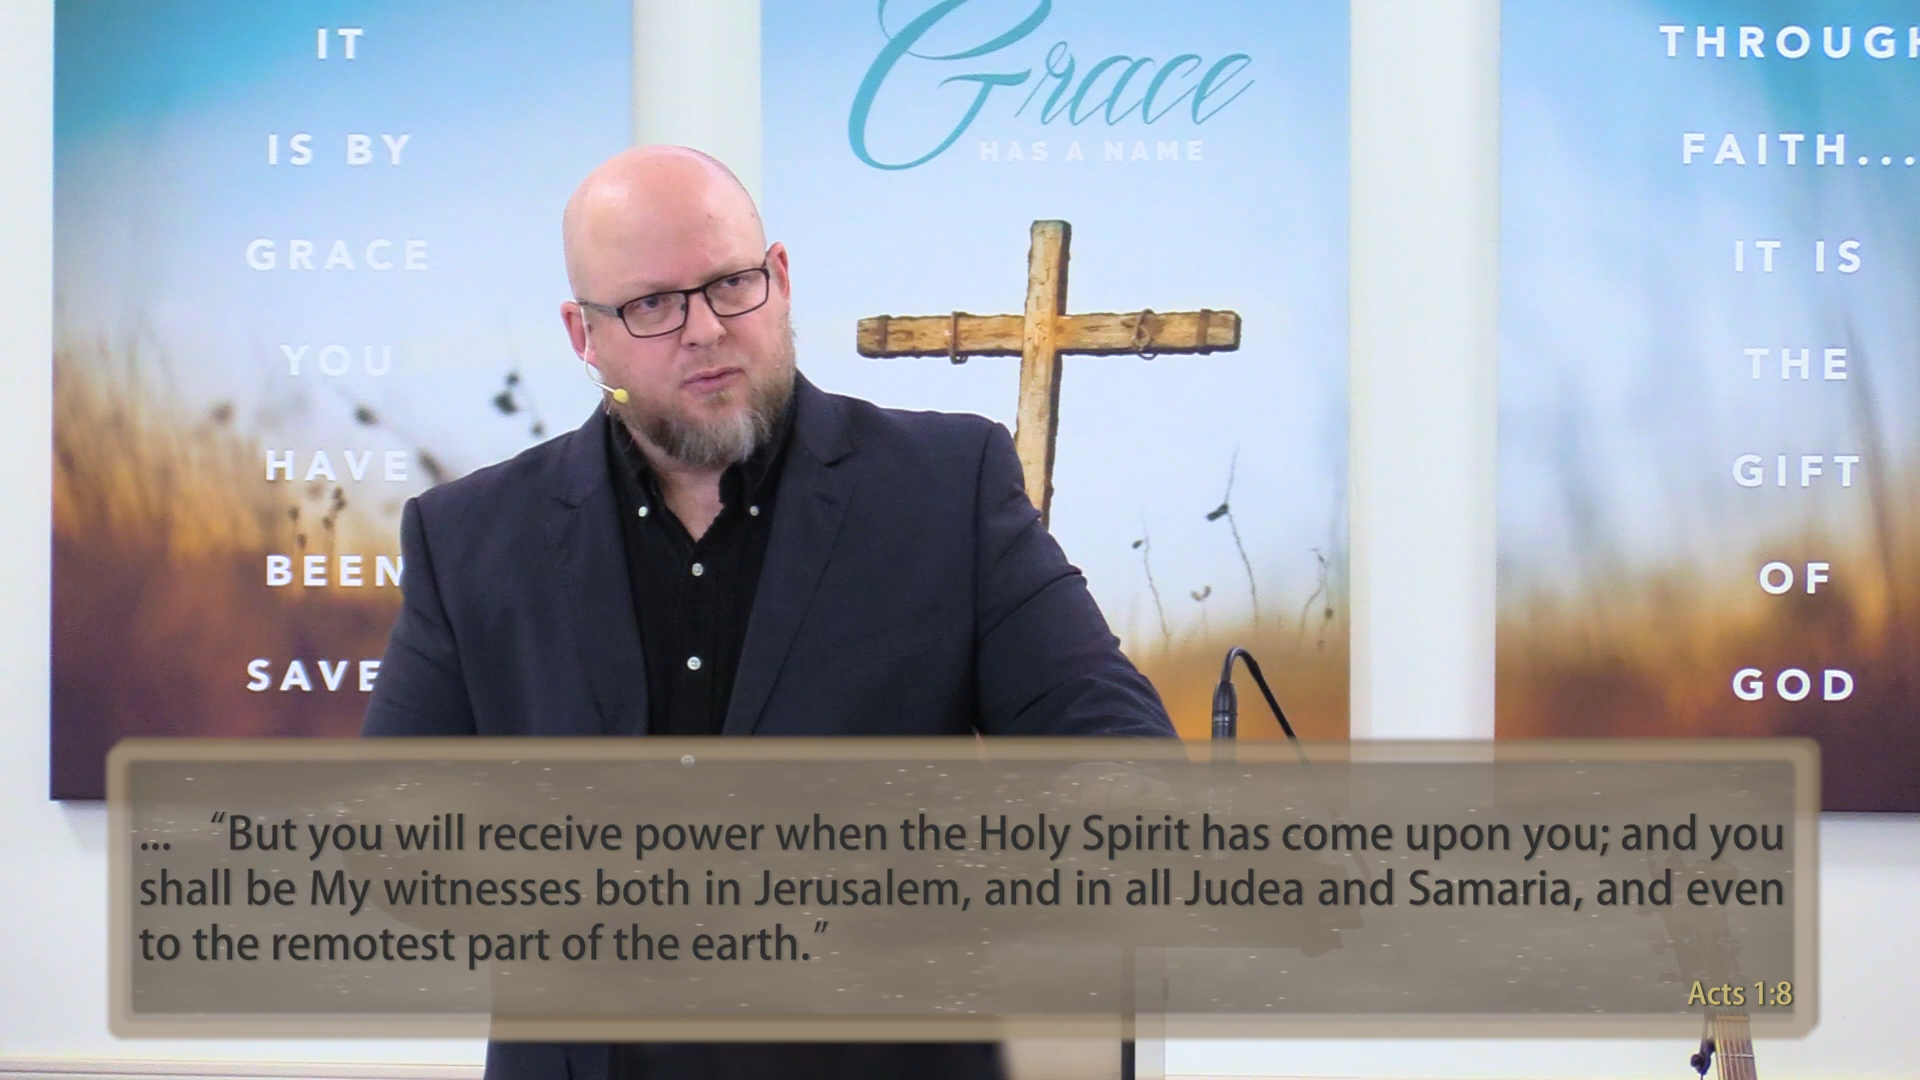 IT
IS BY
GRACE
YOU
HAVE
BEEN
SAVE
Grace
HAS A NAME
THROUGH
FAITH...
IT IS
THE
GIFT
OF
GOD
... “But you will receive power when the Holy Spirit has come upon you; and you
shall be My witnesses both in Jerusalem, and in all Judea and Samaria, and even
to the remotest part of the earth.”
Acts 1:8